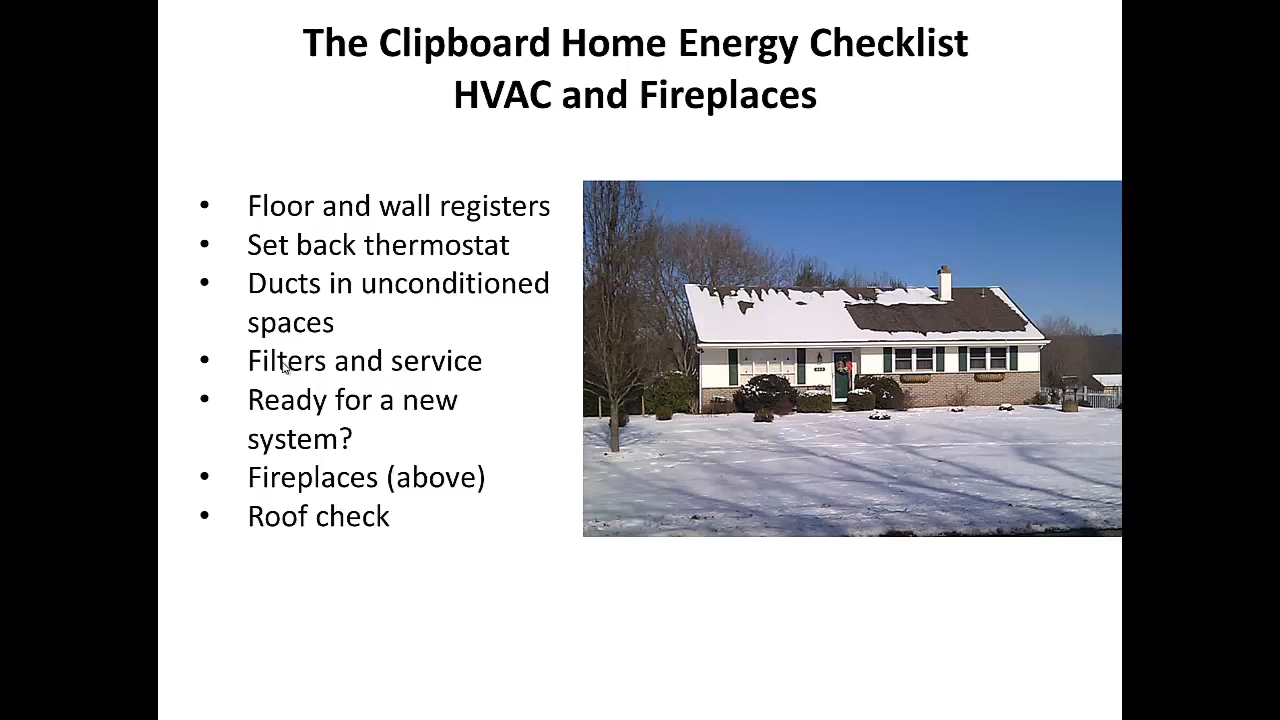 The Clipboard Home Energy Checklist
HVAC and Fireplaces
• Floor and wall registers
• Set back thermostat
• Ducts in unconditioned
spaces
• Filters and service
• Ready for a new
system?
• Fireplaces (above)
• Roof check